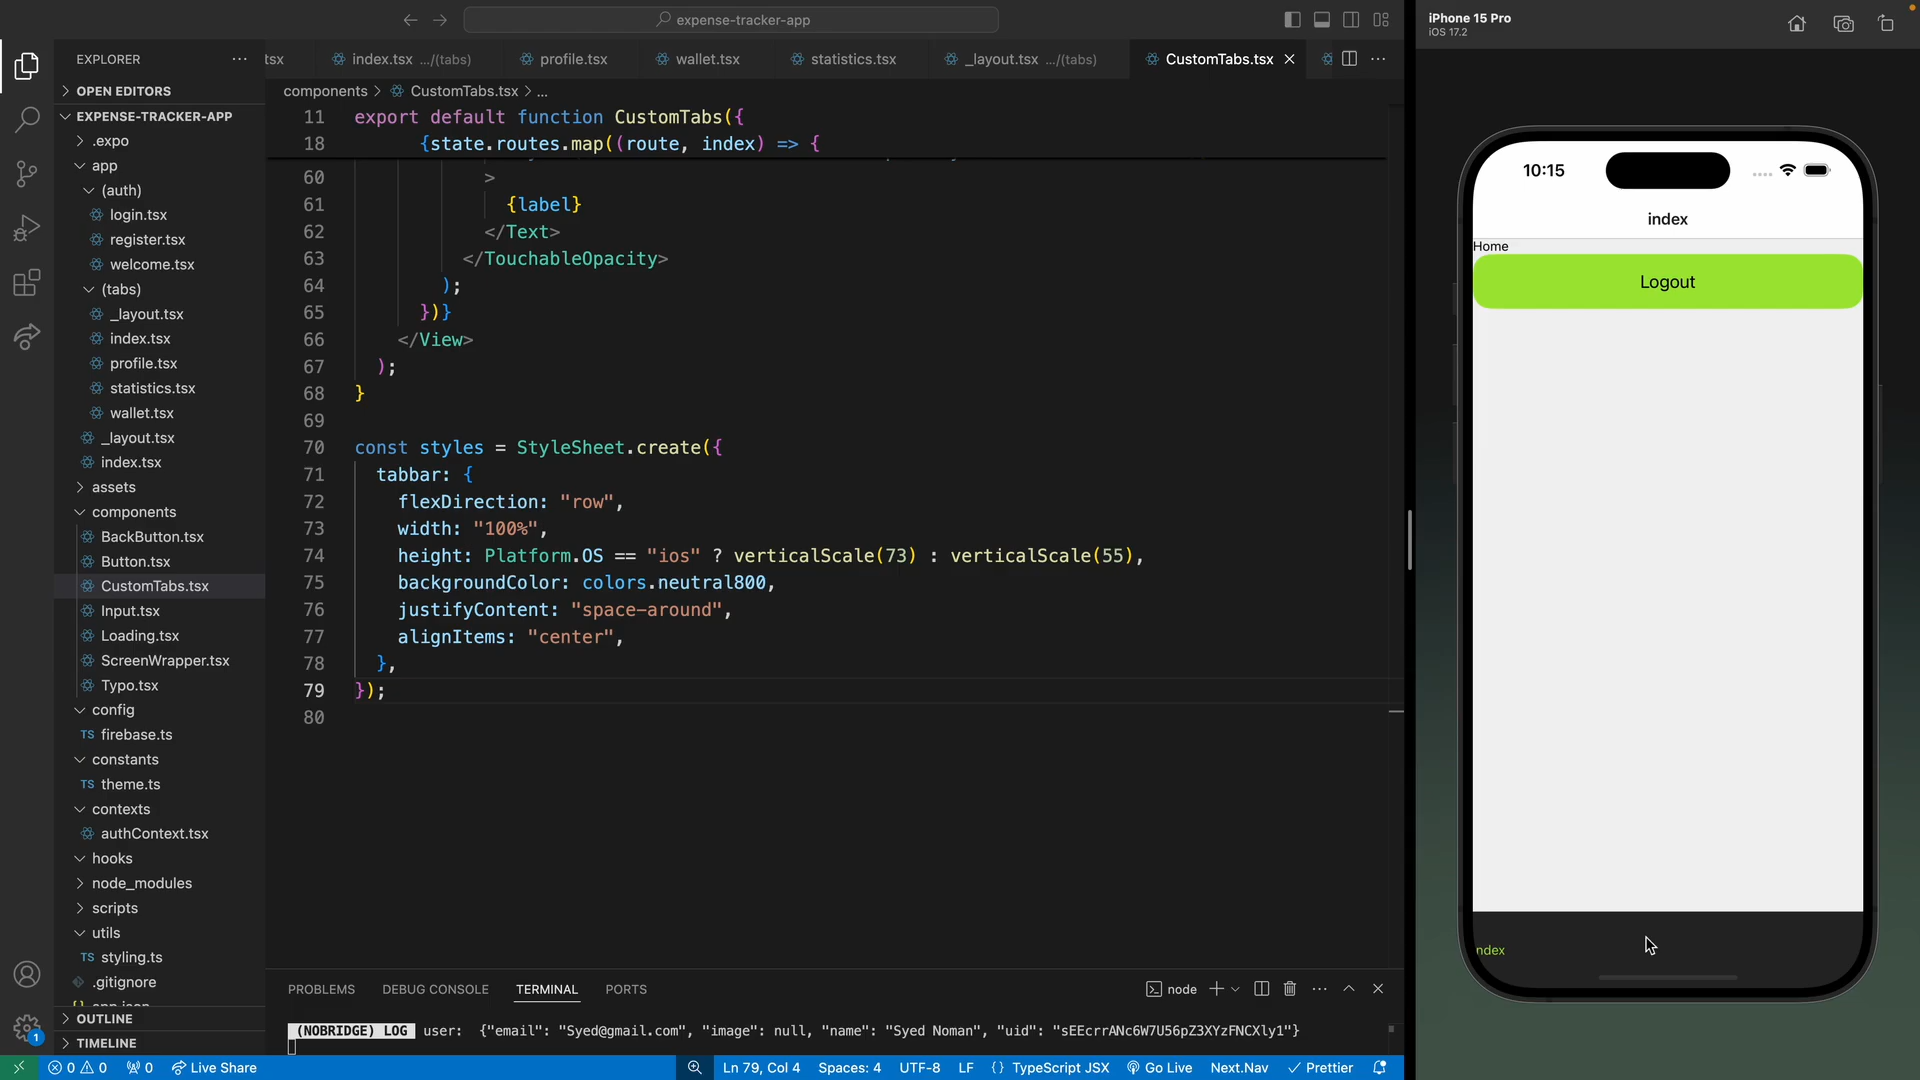 expense-tracker-app
iPhone 15 Pro
iOS 17.2
EXPLORER
tsx
index.tsx .../(tabs)
profile.tsx
wallet.tsx
statistics.tsx
_layout.tsx .../(tabs)
CustomTabs.tsx
OPEN EDITORS
components > CustomTabs.tsx > ...
EXPENSE-TRACKER-APP
.expo
app
(auth)
login.tsx
register.tsx
welcome.tsx
(tabs)
_layout.tsx
index.tsx
profile.tsx
statistics.tsx
wallet.tsx
_layout.tsx
index.tsx
assets
components
BackButton.tsx
Button.tsx
CustomTabs.tsx
Input.tsx
Loading.tsx
ScreenWrapper.tsx
Typo.tsx
config
TS firebase.ts
constants
TS theme.ts
contexts
authContext.tsx
hooks
node_modules
scripts
utils
TS styling.ts
.gitignore
OUTLINE
TIMELINE
11 export default function CustomTabs({
18 {state.routes.map((route, index) => {
60 >
61 {label}
62 </Text>
63 </TouchableOpacity>
64 );
65 })}
66 </View>
67 );
68 }
69
70 const styles = StyleSheet.create({
71 tabbar: {
72 flexDirection: "row",
73 width: "100%",
74 height: Platform.OS == "ios" ? verticalScale(73) : verticalScale(55),
75 backgroundColor: colors.neutral800,
76 justifyContent: "space-around",
77 alignItems: "center",
78 },
79 });
80
PROBLEMS
DEBUG CONSOLE
TERMINAL
PORTS
node
(NOBRIDGE) LOG user: {"email": "Syed@gmail.com", "image": null, "name": "Syed Noman", "uid": "sEEcrrANc6W7U56pZ3XYzFNCXly1"}
1
0 0
0
Live Share
Ln 79, Col 4
Spaces: 4
UTF-8
LF
{} TypeScript JSX
Go Live
Next.Nav
Prettier
10:15
index
Home
Logout
ndex